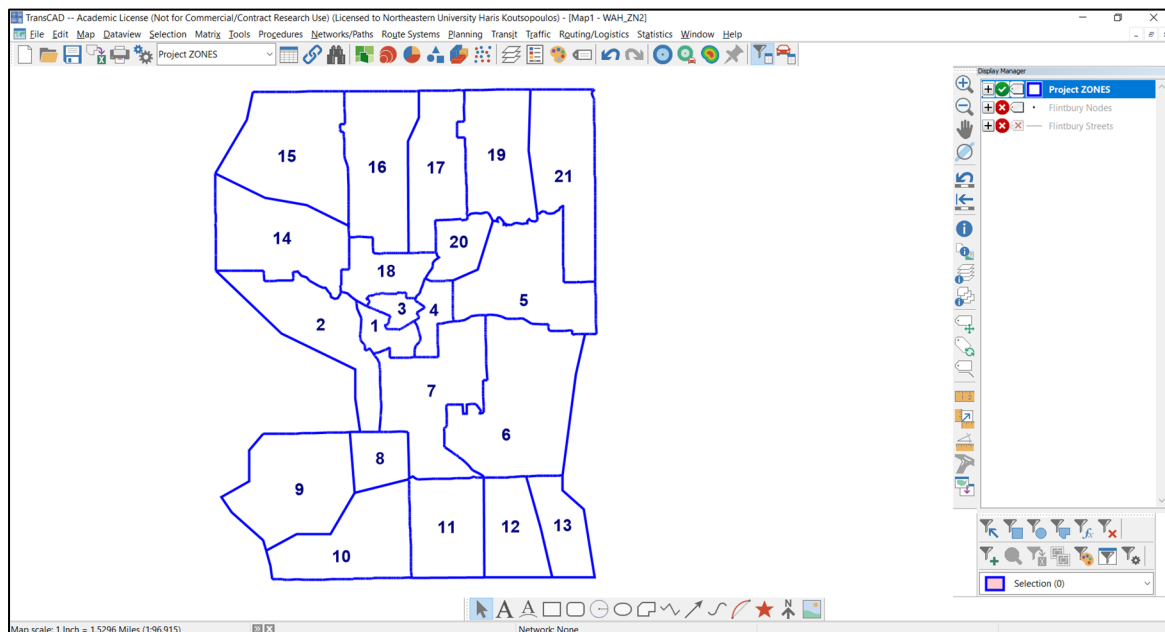 TransCAD -- Academic License (Not for Commercial/Contract Research Use) (Licensed to Northeastern University Haris Koutsopoulos) - [Map1 - WAH_ZN2]
File Edit Map Dataview Selection Matrix Tools Procedures Networks/Paths Route Systems Planning Transit Traffic Routing/Logistics Statistics Window Help
Project ZONES
Display Manager
Project ZONES
Flintbury Nodes
Flintbury Streets
15 16 17 19 21
14 20
18
2 1 3 4 5
7
6
8
9
10 11 12 13
Selection (0)
Map scale: 1 Inch = 1.5296 Miles (1:96,915)
Network: None